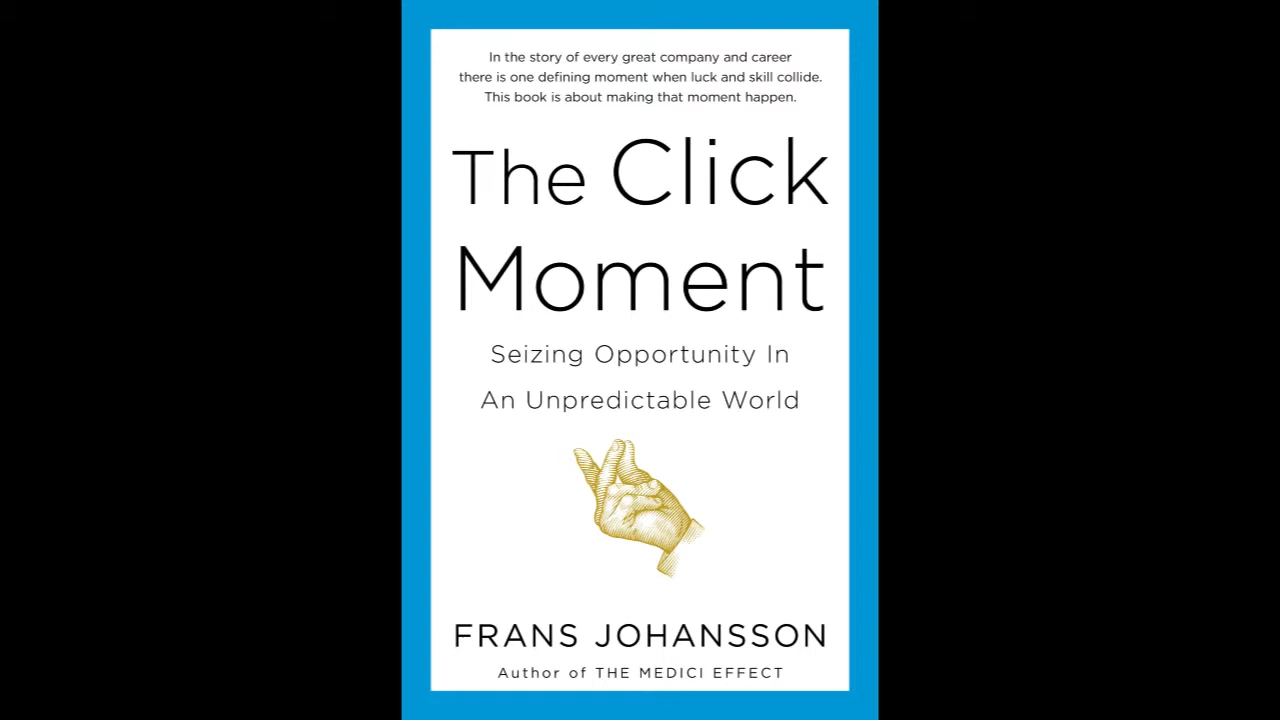 In the story of every great company and career
there is one defining moment when luck and skill collide.
This book is about making that moment happen.
The Click
Moment
Seizing Opportunity In
An Unpredictable World
FRANS JOHANSSON
Author of THE MEDICI EFFECT